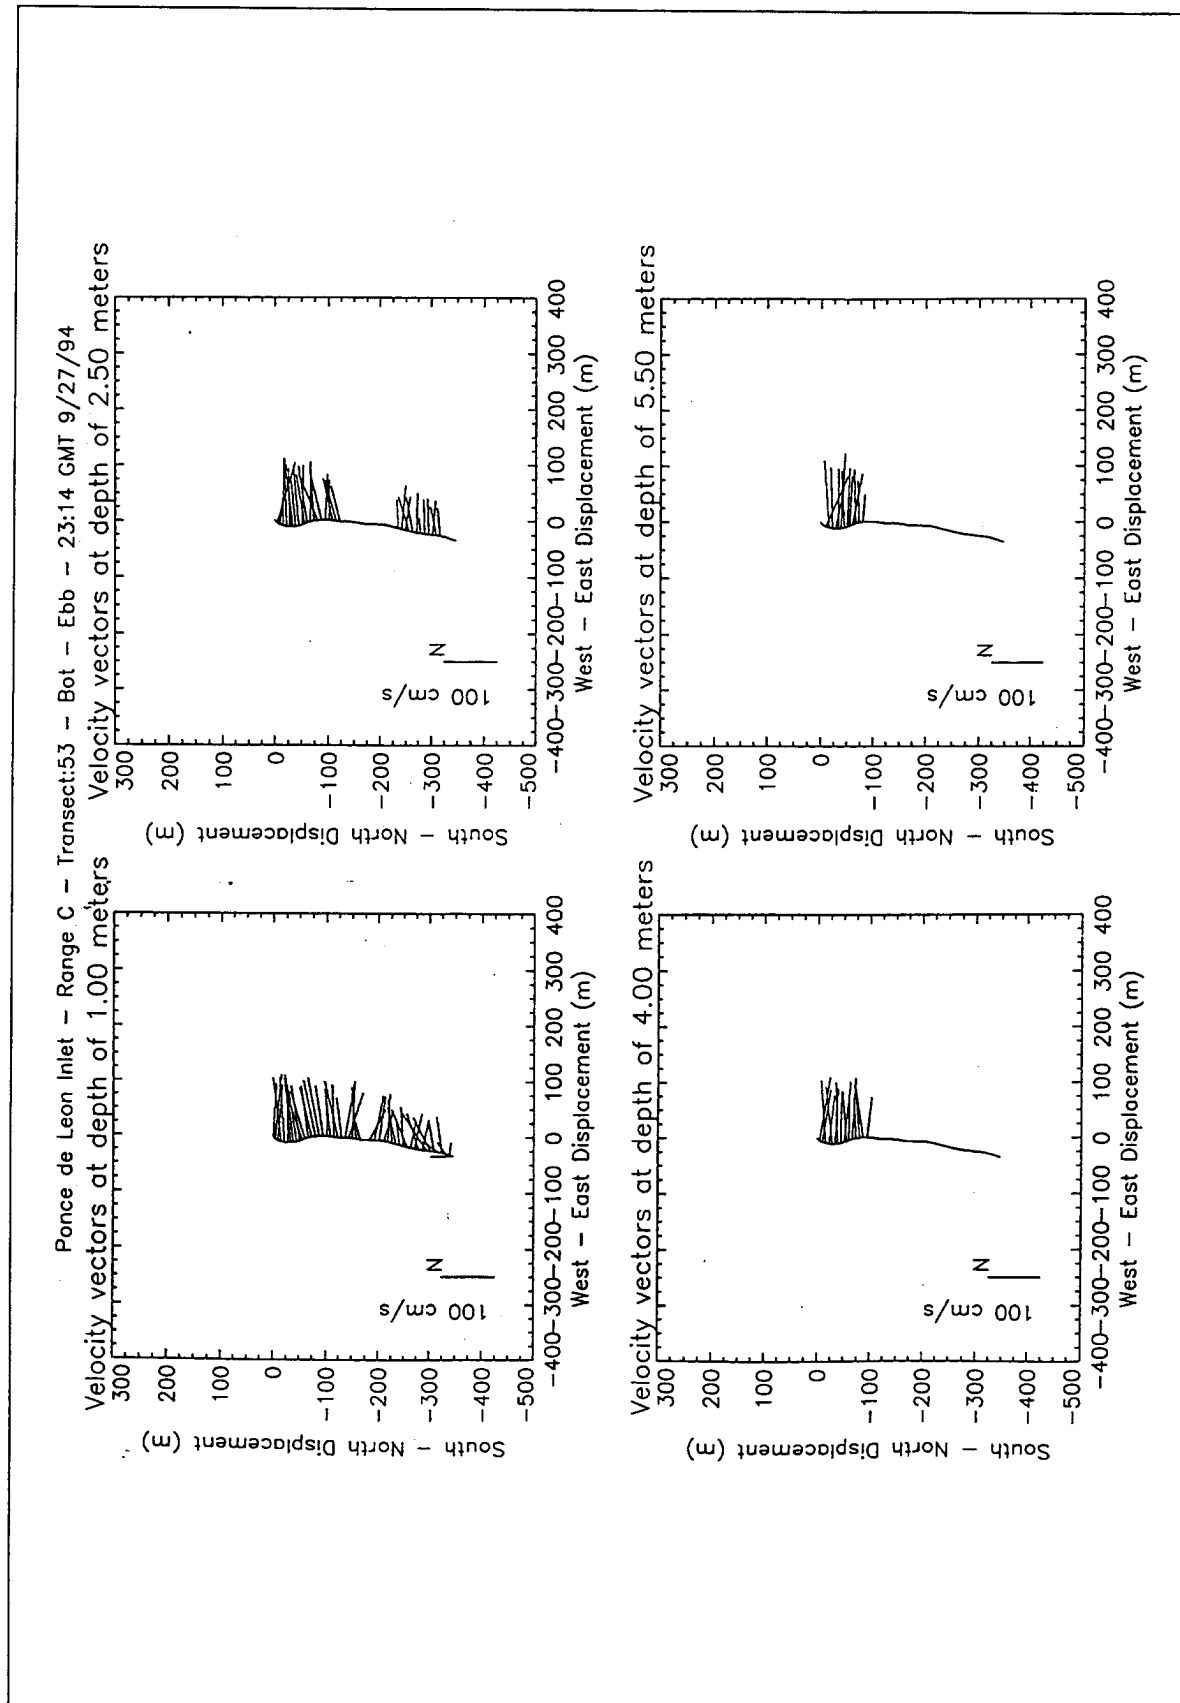 Ponce de Leon Inlet – Range C – Transect:53 – Bot – Ebb – 23:14 GMT 9/27/94
Velocity vectors at depth of 1.00 meters
300
200
100
0
-100
-200
-300
-400
-500
South – North Displacement (m)
N
100 cm/s
-400-300-200-100 0 100 200 300 400
West – East Displacement (m)
Velocity vectors at depth of 2.50 meters
300
200
100
0
-100
-200
-300
-400
-500
South – North Displacement (m)
N
100 cm/s
-400-300-200-100 0 100 200 300 400
West – East Displacement (m)
Velocity vectors at depth of 4.00 meters
300
200
100
0
-100
-200
-300
-400
-500
South – North Displacement (m)
N
100 cm/s
-400-300-200-100 0 100 200 300 400
West – East Displacement (m)
Velocity vectors at depth of 5.50 meters
300
200
100
0
-100
-200
-300
-400
-500
South – North Displacement (m)
N
100 cm/s
-400-300-200-100 0 100 200 300 400
West – East Displacement (m)